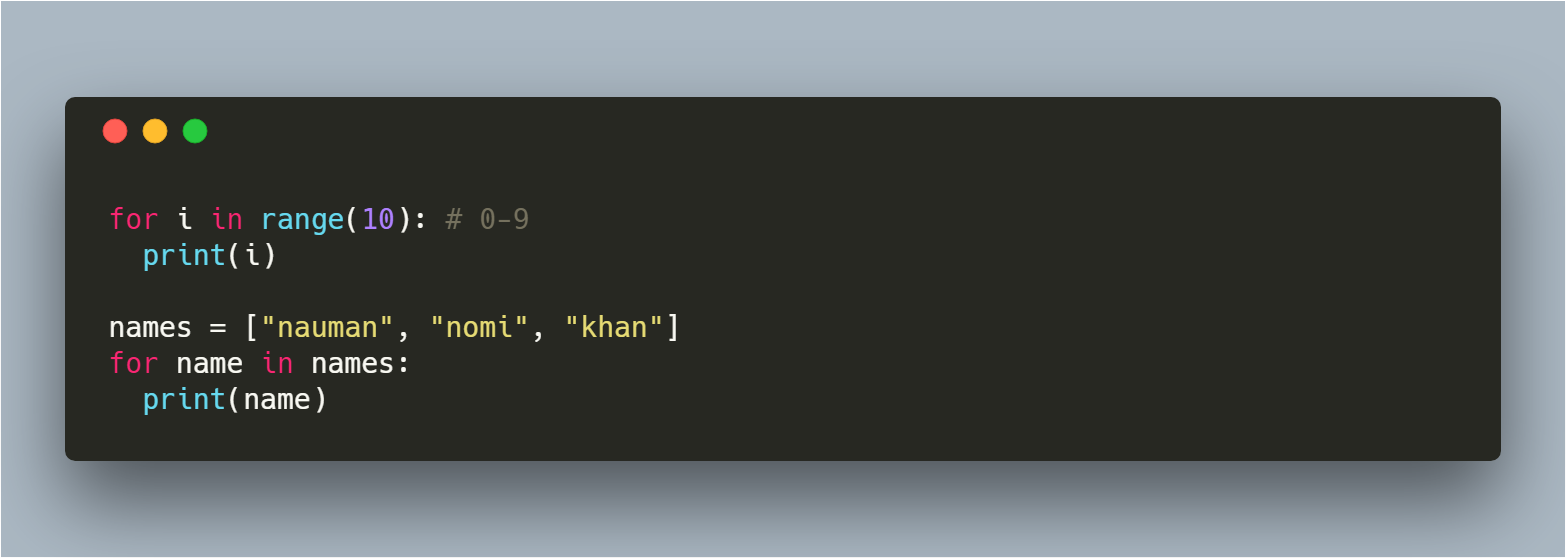 for i in range(10): # 0-9
  print(i)

names = ["nauman", "nomi", "khan"]
for name in names:
  print(name)